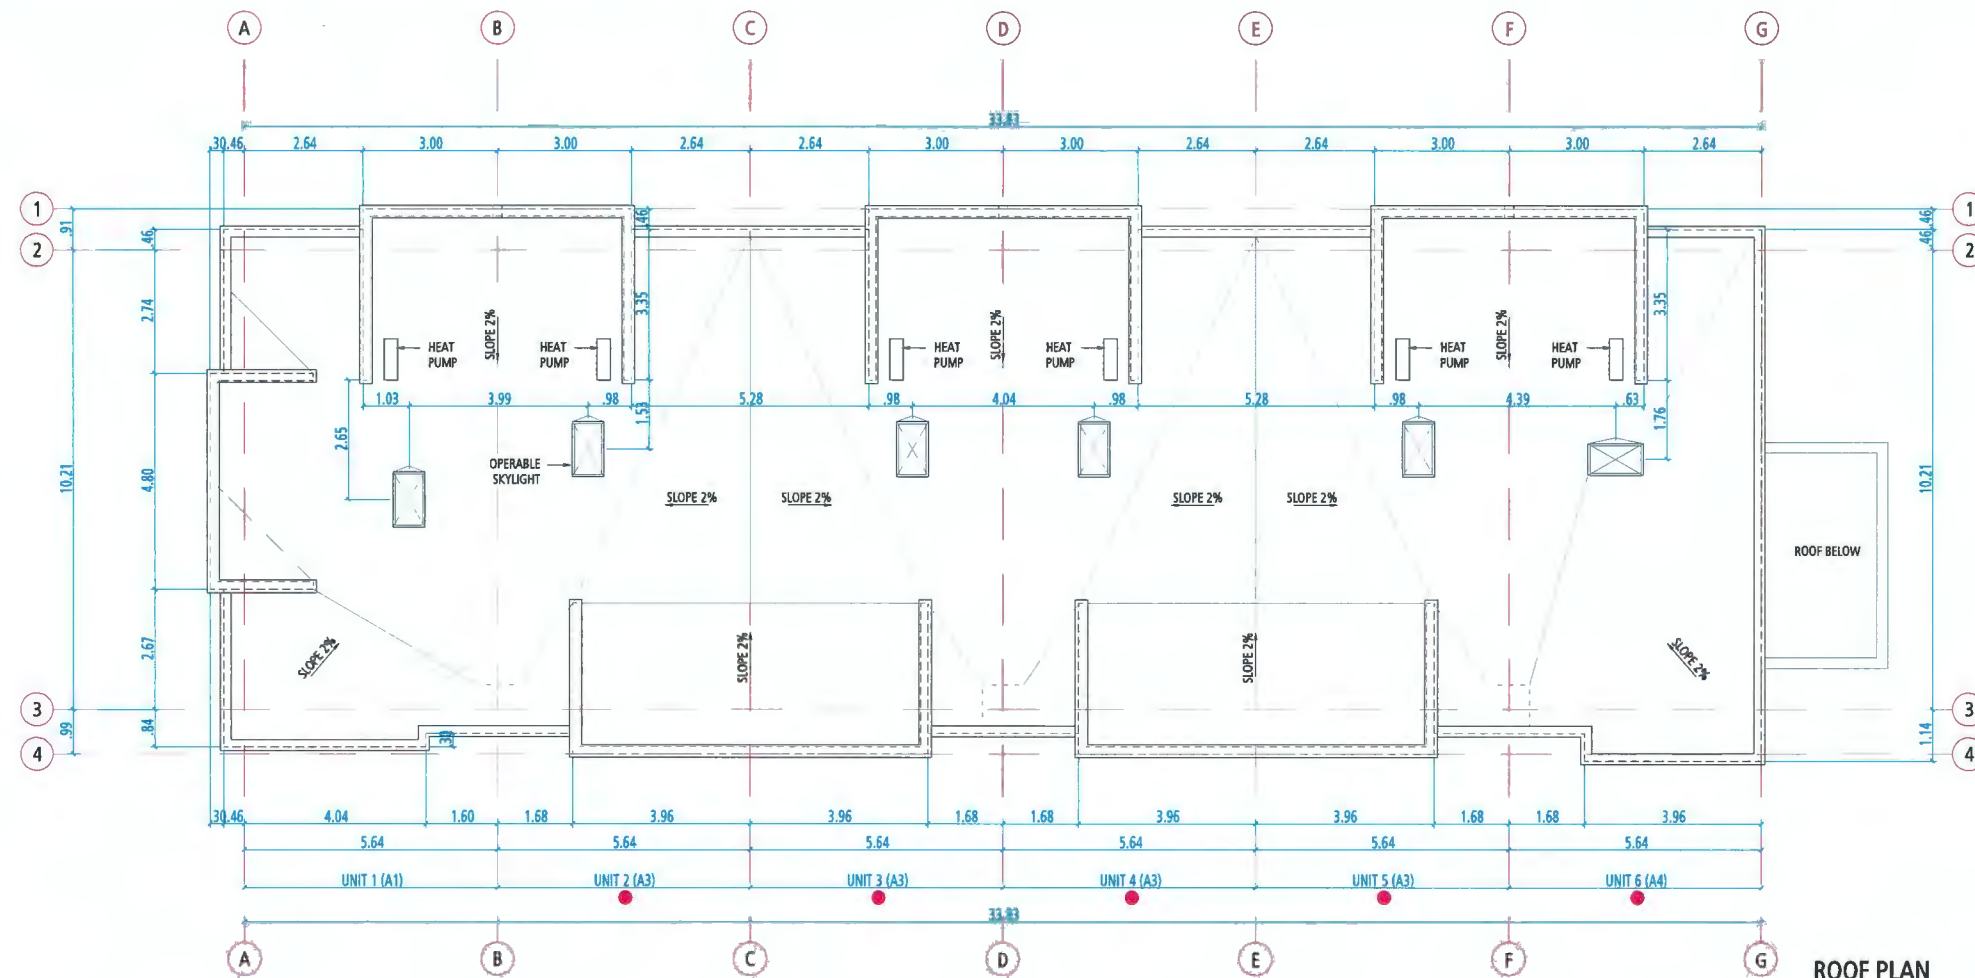 A B C D E F G
33.83
.30 .46 2.64 3.00 3.00 2.64 2.64 3.00 3.00 2.64 2.64 3.00 3.00 2.64
1 .46 .46 1
.91 .46 .46
2 2
2.74 3.35 3.35
SLOPE 2% SLOPE 2% SLOPE 2%
HEAT PUMP HEAT PUMP HEAT PUMP HEAT PUMP HEAT PUMP HEAT PUMP
1.03 3.99 .98 5.28 .98 4.04 .98 5.28 .98 4.39 .63
1.53 1.76
2.65
OPERABLE
SKYLIGHT
10.21 4.80 10.21
SLOPE 2% SLOPE 2% SLOPE 2% SLOPE 2%
ROOF BELOW
2.67 SLOPE 2% SLOPE 2% SLOPE 2% SLOPE 2%
3 3
.99 .84 .30 1.14
4 4
.30 .46 4.04 1.60 1.68 3.96 3.96 1.68 1.68 3.96 3.96 1.68 1.68 3.96
5.64 5.64 5.64 5.64 5.64 5.64
UNIT 1 (A1) UNIT 2 (A3) UNIT 3 (A3) UNIT 4 (A3) UNIT 5 (A3) UNIT 6 (A4)
33.83
A B C D E F G
ROOF PLAN